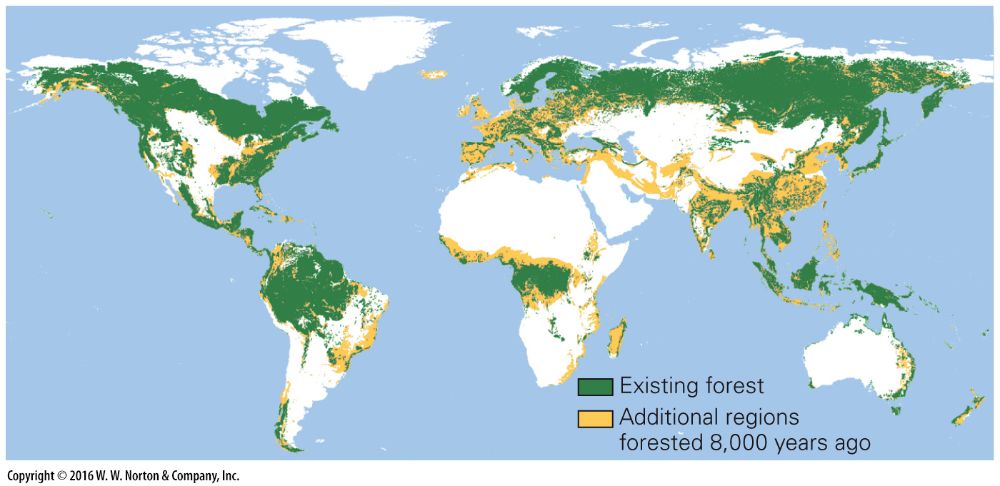 Existing forest
Additional regions
forested 8,000 years ago
Copyright © 2016 W. W. Norton & Company, Inc.